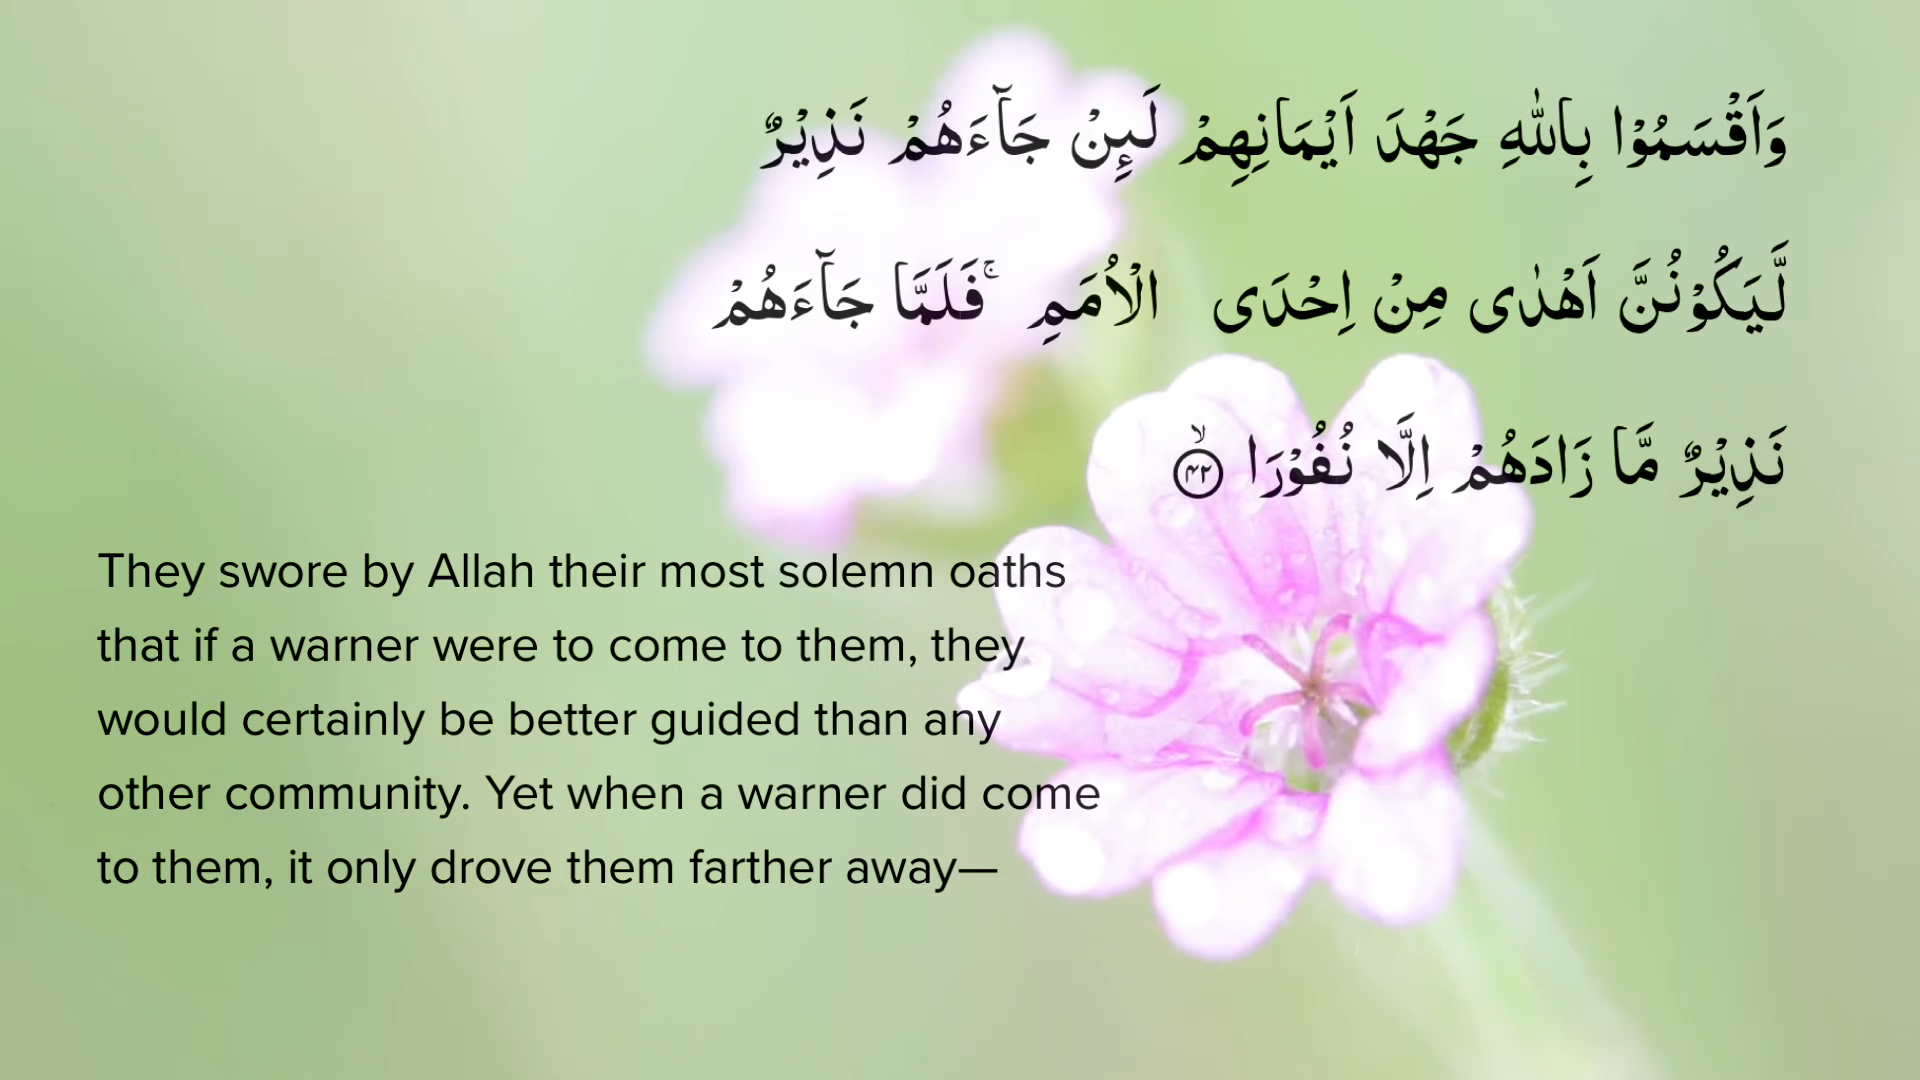 وَاَقْسَمُوْا بِاللّٰهِ جَهْدَ اَيْمَانِهِمْ لَىِٕنْ جَآءَهُمْ نَذِيْرٌ
لَّيَكُوْنُنَّ اَهْدٰى مِنْ اِحْدَى الْاُمَمِ ۚ فَلَمَّا جَآءَهُمْ
نَذِيْرٌ مَّا زَادَهُمْ اِلَّا نُفُوْرَا ۙ ۴۲
They swore by Allah their most solemn oaths
that if a warner were to come to them, they
would certainly be better guided than any
other community. Yet when a warner did come
to them, it only drove them farther away—